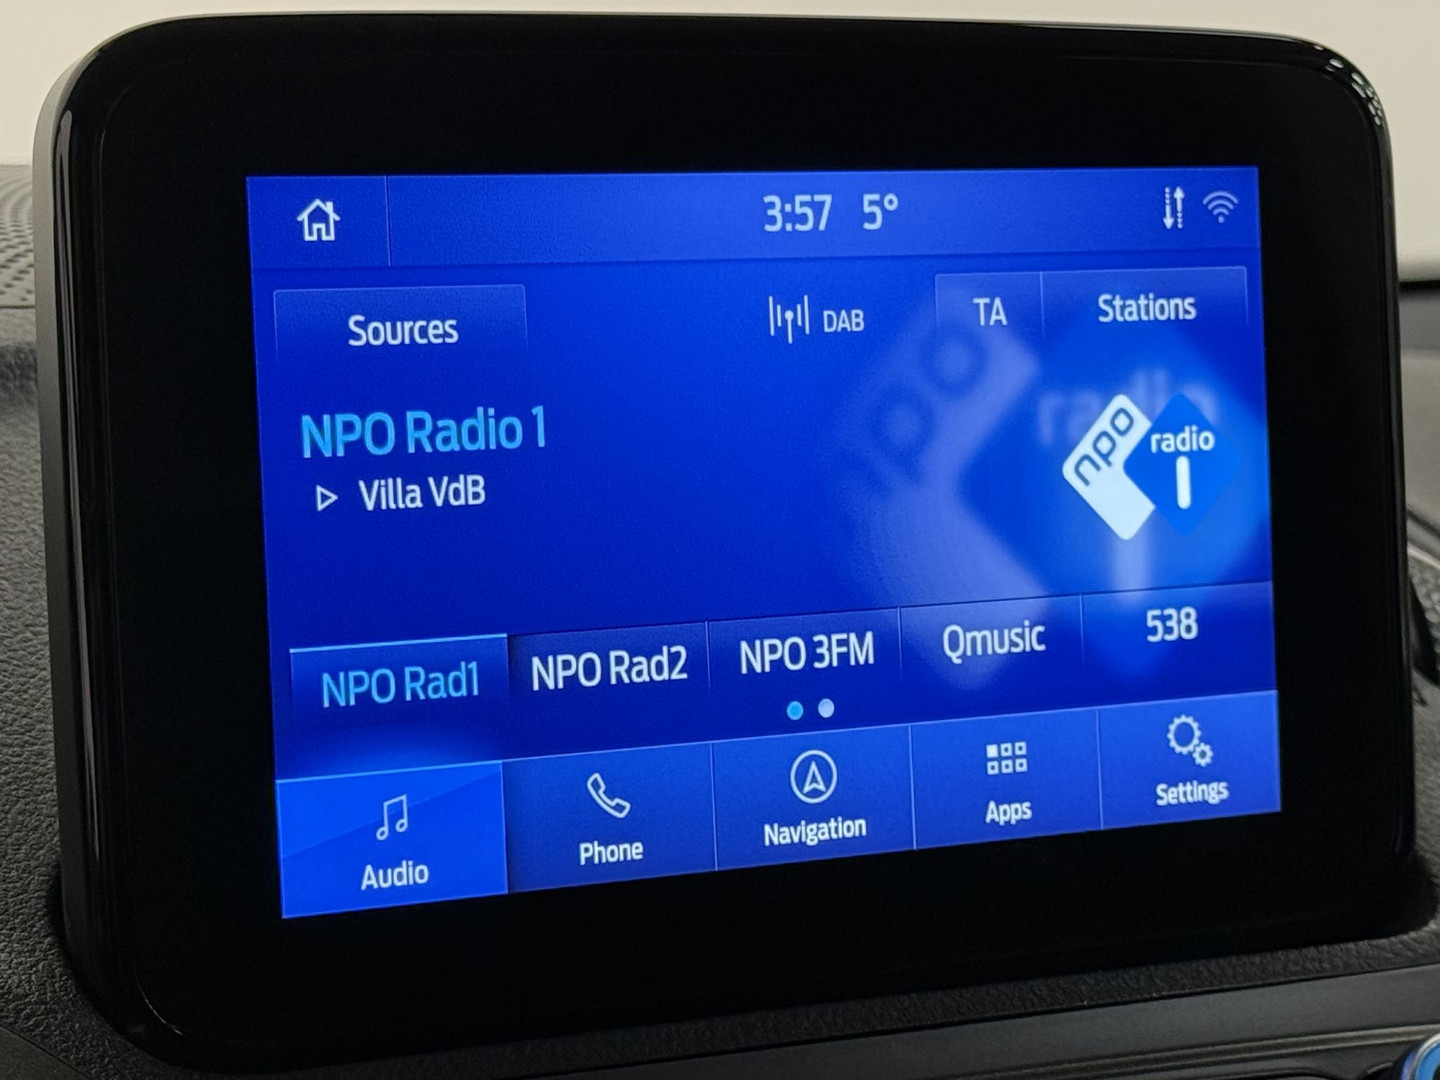 3:57 5°
Sources
DAB
TA
Stations
NPO Radio 1
Villa VdB
npo
radio
1
NPO Rad1
NPO Rad2
NPO 3FM
Qmusic
538
Audio
Phone
Navigation
Apps
Settings